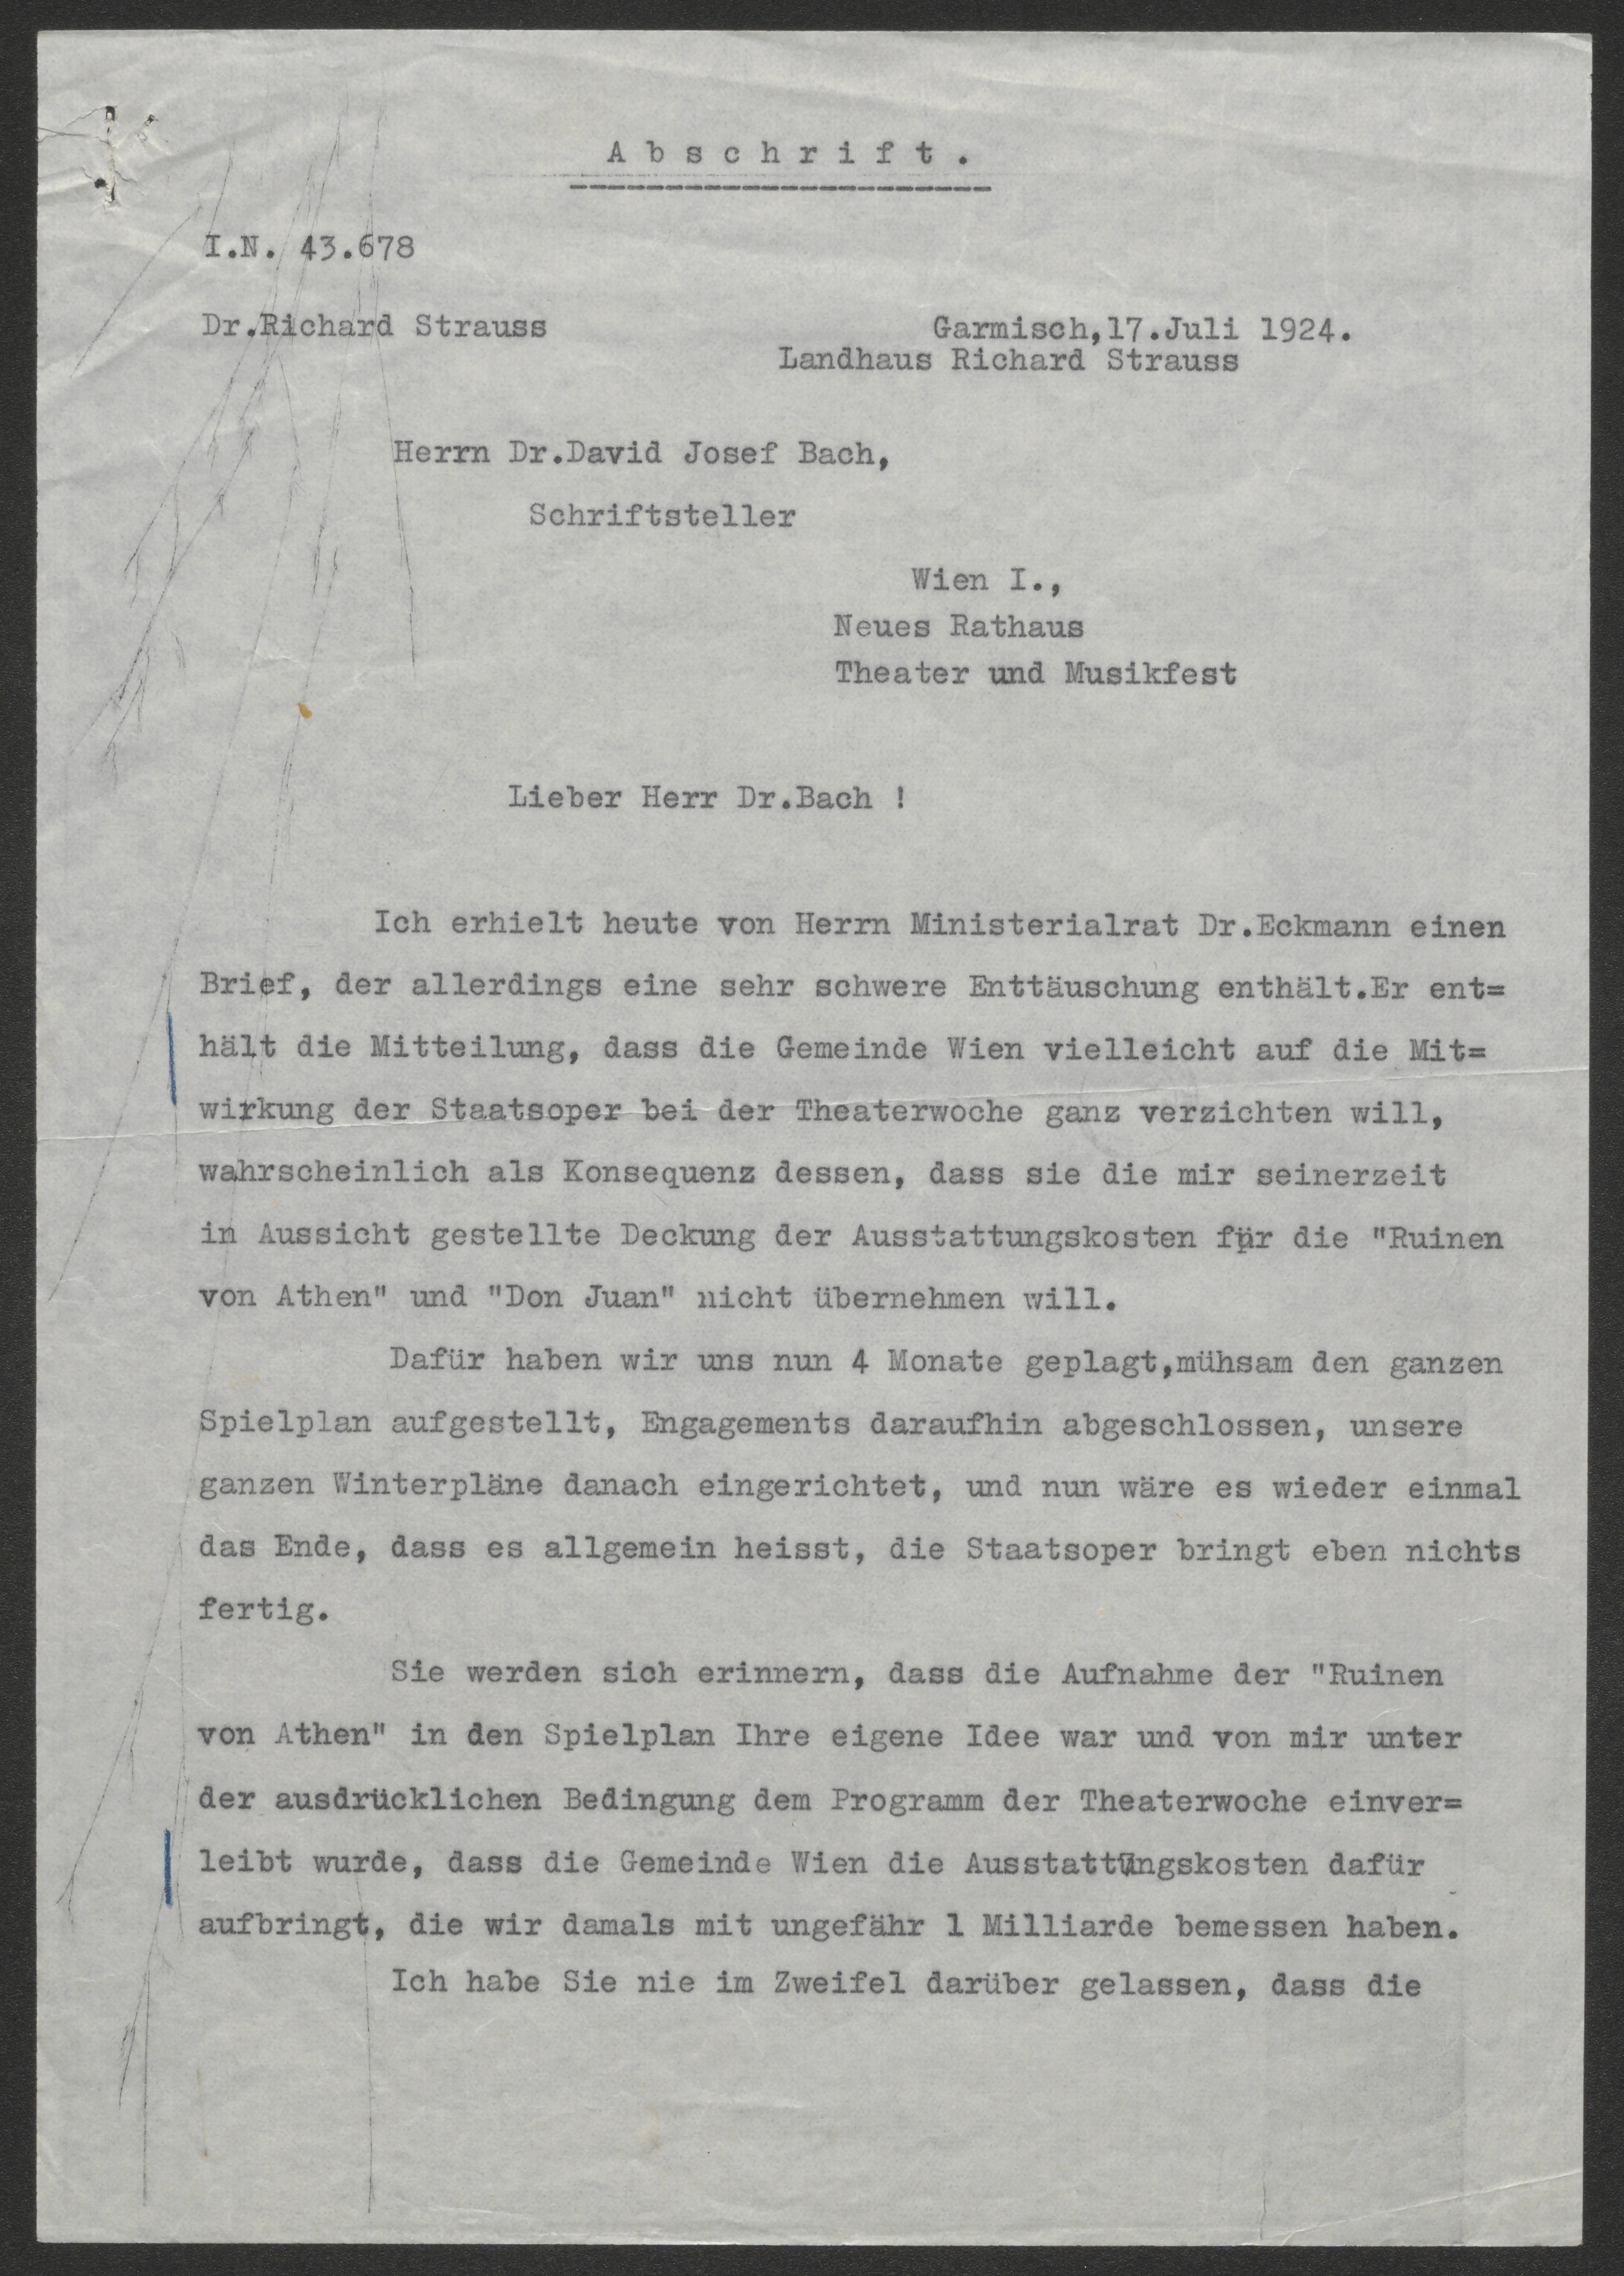 Abschrift.
I.N. 43.678
Dr.Richard Strauss
Garmisch,17.Juli 1924.
Landhaus Richard Strauss
Herrn Dr.David Josef Bach,
Schriftsteller
Wien I.,
Neues Rathaus
Theater und Musikfest
Lieber Herr Dr.Bach !
Ich erhielt heute von Herrn Ministerialrat Dr.Eckmann einen
Brief, der allerdings eine sehr schwere Enttäuschung enthält.Er ent=
hält die Mitteilung, dass die Gemeinde Wien vielleicht auf die Mit=
wirkung der Staatsoper bei der Theaterwoche ganz verzichten will,
wahrscheinlich als Konsequenz dessen, dass sie die mir seinerzeit
in Aussicht gestellte Deckung der Ausstattungskosten für die "Ruinen
von Athen" und "Don Juan" nicht übernehmen will.
Dafür haben wir uns nun 4 Monate geplagt,mühsam den ganzen
Spielplan aufgestellt, Engagements daraufhin abgeschlossen, unsere
ganzen Winterpläne danach eingerichtet, und nun wäre es wieder einmal
das Ende, dass es allgemein heisst, die Staatsoper bringt eben nichts
fertig.
Sie werden sich erinnern, dass die Aufnahme der "Ruinen
von Athen" in den Spielplan Ihre eigene Idee war und von mir unter
der ausdrücklichen Bedingung dem Programm der Theaterwoche einver=
leibt wurde, dass die Gemeinde Wien die Ausstattungskosten dafür
aufbringt, die wir damals mit ungefähr 1 Milliarde bemessen haben.
Ich habe Sie nie im Zweifel darüber gelassen, dass die